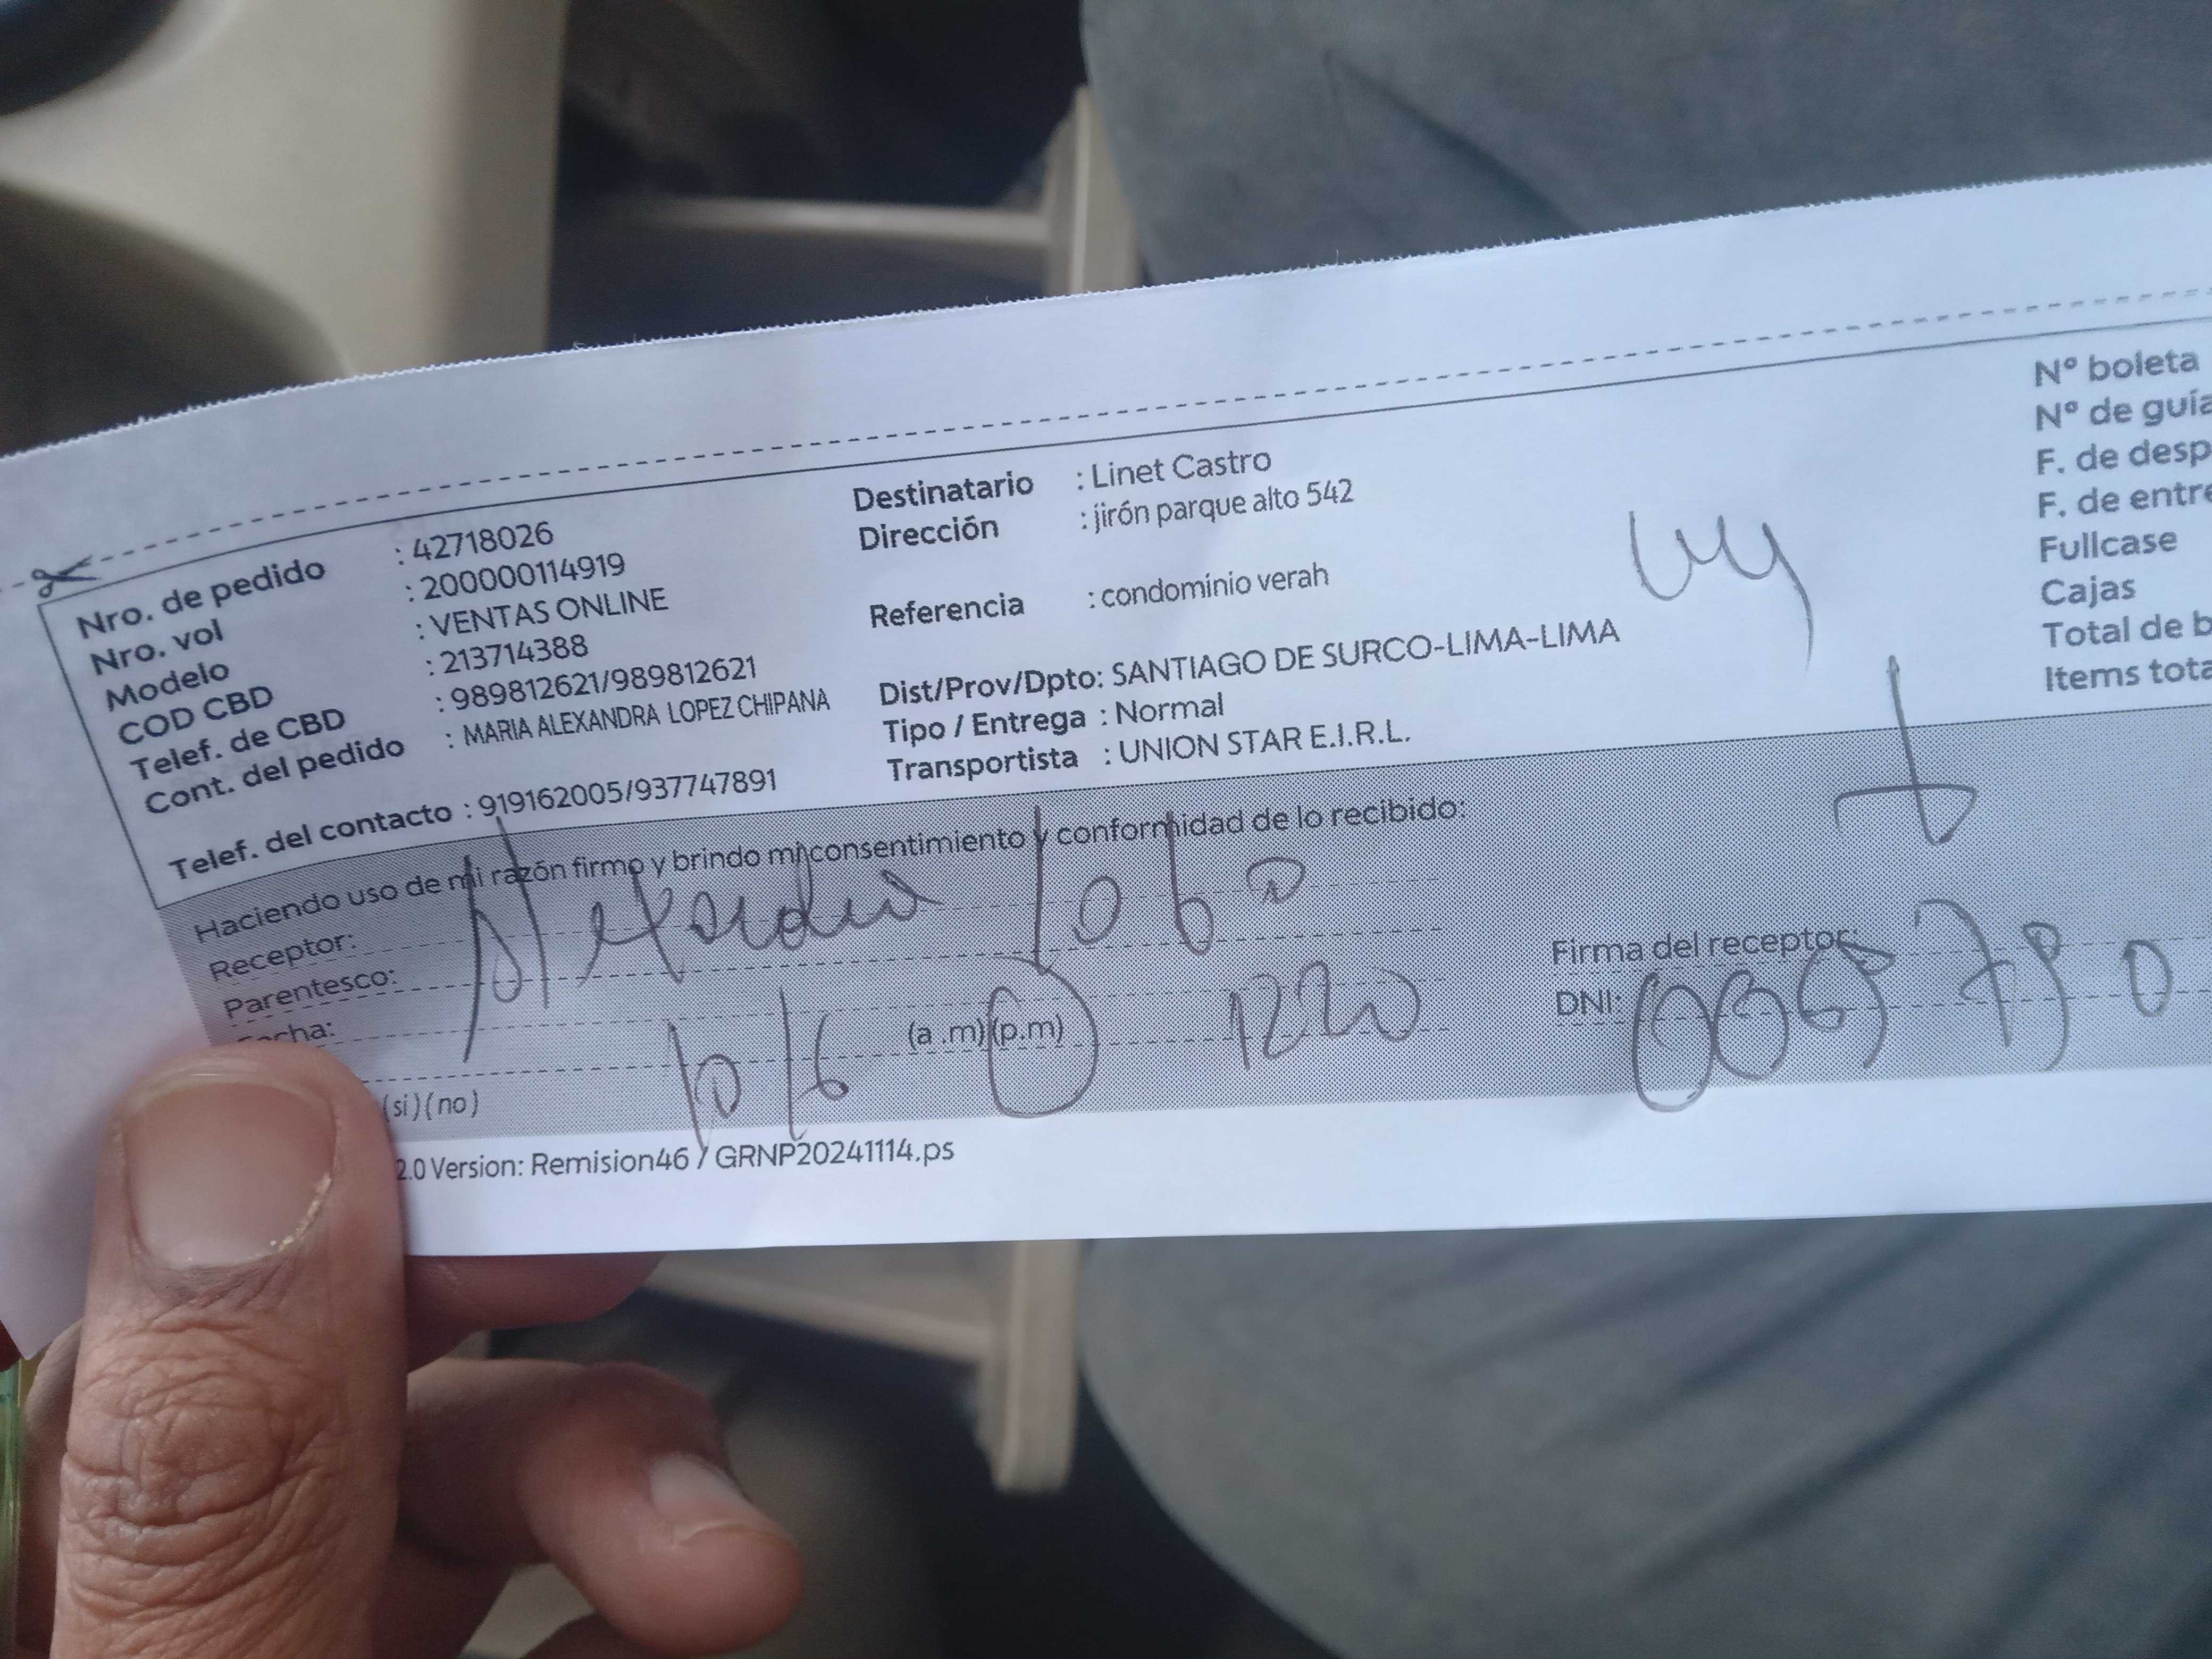 Nro. de pedido : 42718026
Nro. vol : 200000114919
Modelo : VENTAS ONLINE
COD CBD : 213714388
Telef. de CBD : 989812621/989812621
Cont. del pedido : MARIA ALEXANDRA LOPEZ CHIPANA
Telef. del contacto : 919162005/937747891
Destinatario : Linet Castro
Dirección : jirón parque alto 542
Referencia : condominio verah
Dist/Prov/Dpto: SANTIAGO DE SURCO-LIMA-LIMA
Tipo / Entrega : Normal
Transportista : UNION STAR E.I.R.L.
Nº boleta
Nº de guía
F. de desp
F. de entre
Fullcase
Cajas
Total de b
Items tota
Haciendo uso de mi razón firmo y brindo mi consentimiento y conformidad de lo recibido:
Receptor:
Parentesco:
10/6 (a .m) (p.m) 1220
(si) (no)
Firma del receptor:
DNI:
2.0 Version: Remision46 / GRNP20241114.ps